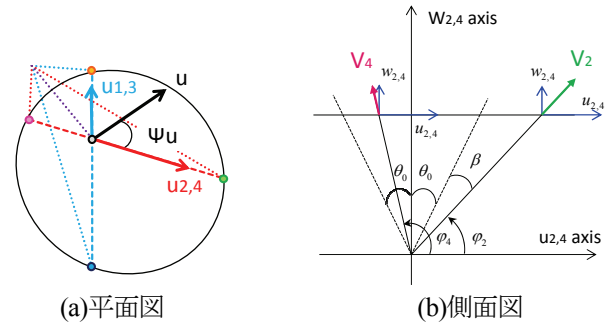 u1,3
u
Ψu
u2,4
(a)平面図
W2,4 axis
V4
w2,4
V2
w2,4
u2,4
u2,4
θ0
θ0
β
φ4
φ2
u2,4 axis
(b)側面図